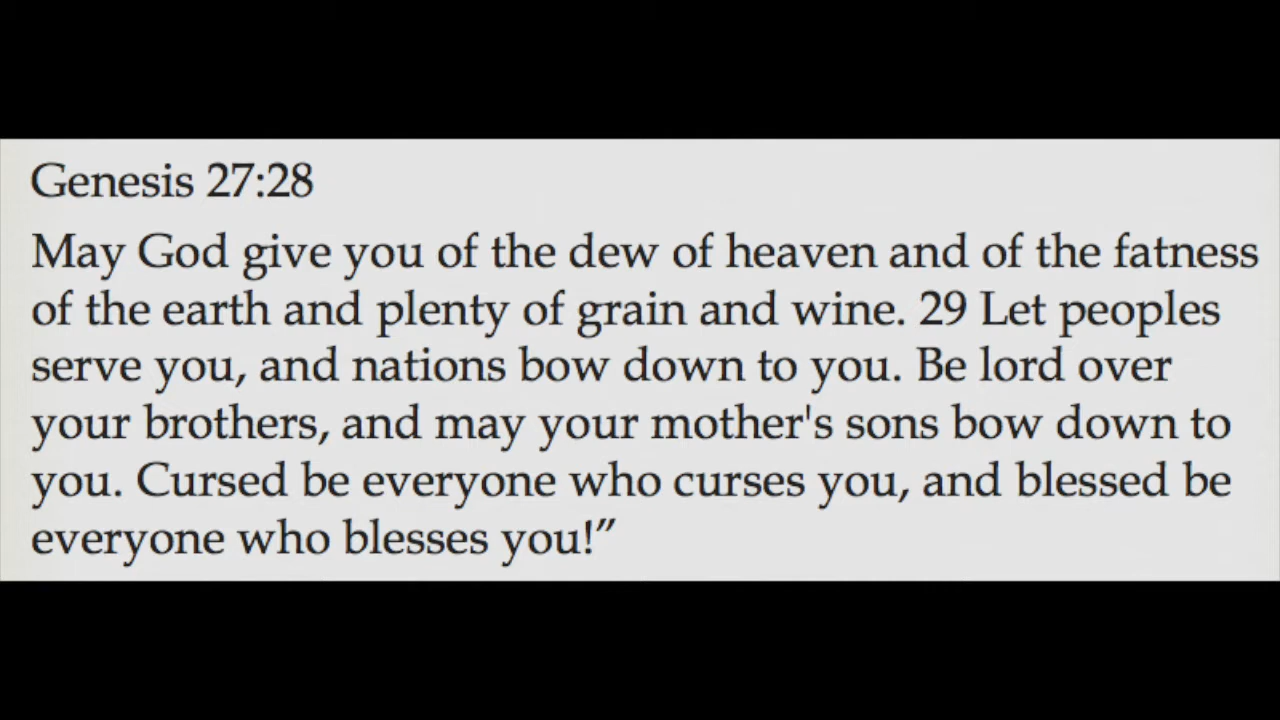 Genesis 27:28
May God give you of the dew of heaven and of the fatness
of the earth and plenty of grain and wine. 29 Let peoples
serve you, and nations bow down to you. Be lord over
your brothers, and may your mother's sons bow down to
you. Cursed be everyone who curses you, and blessed be
everyone who blesses you!”